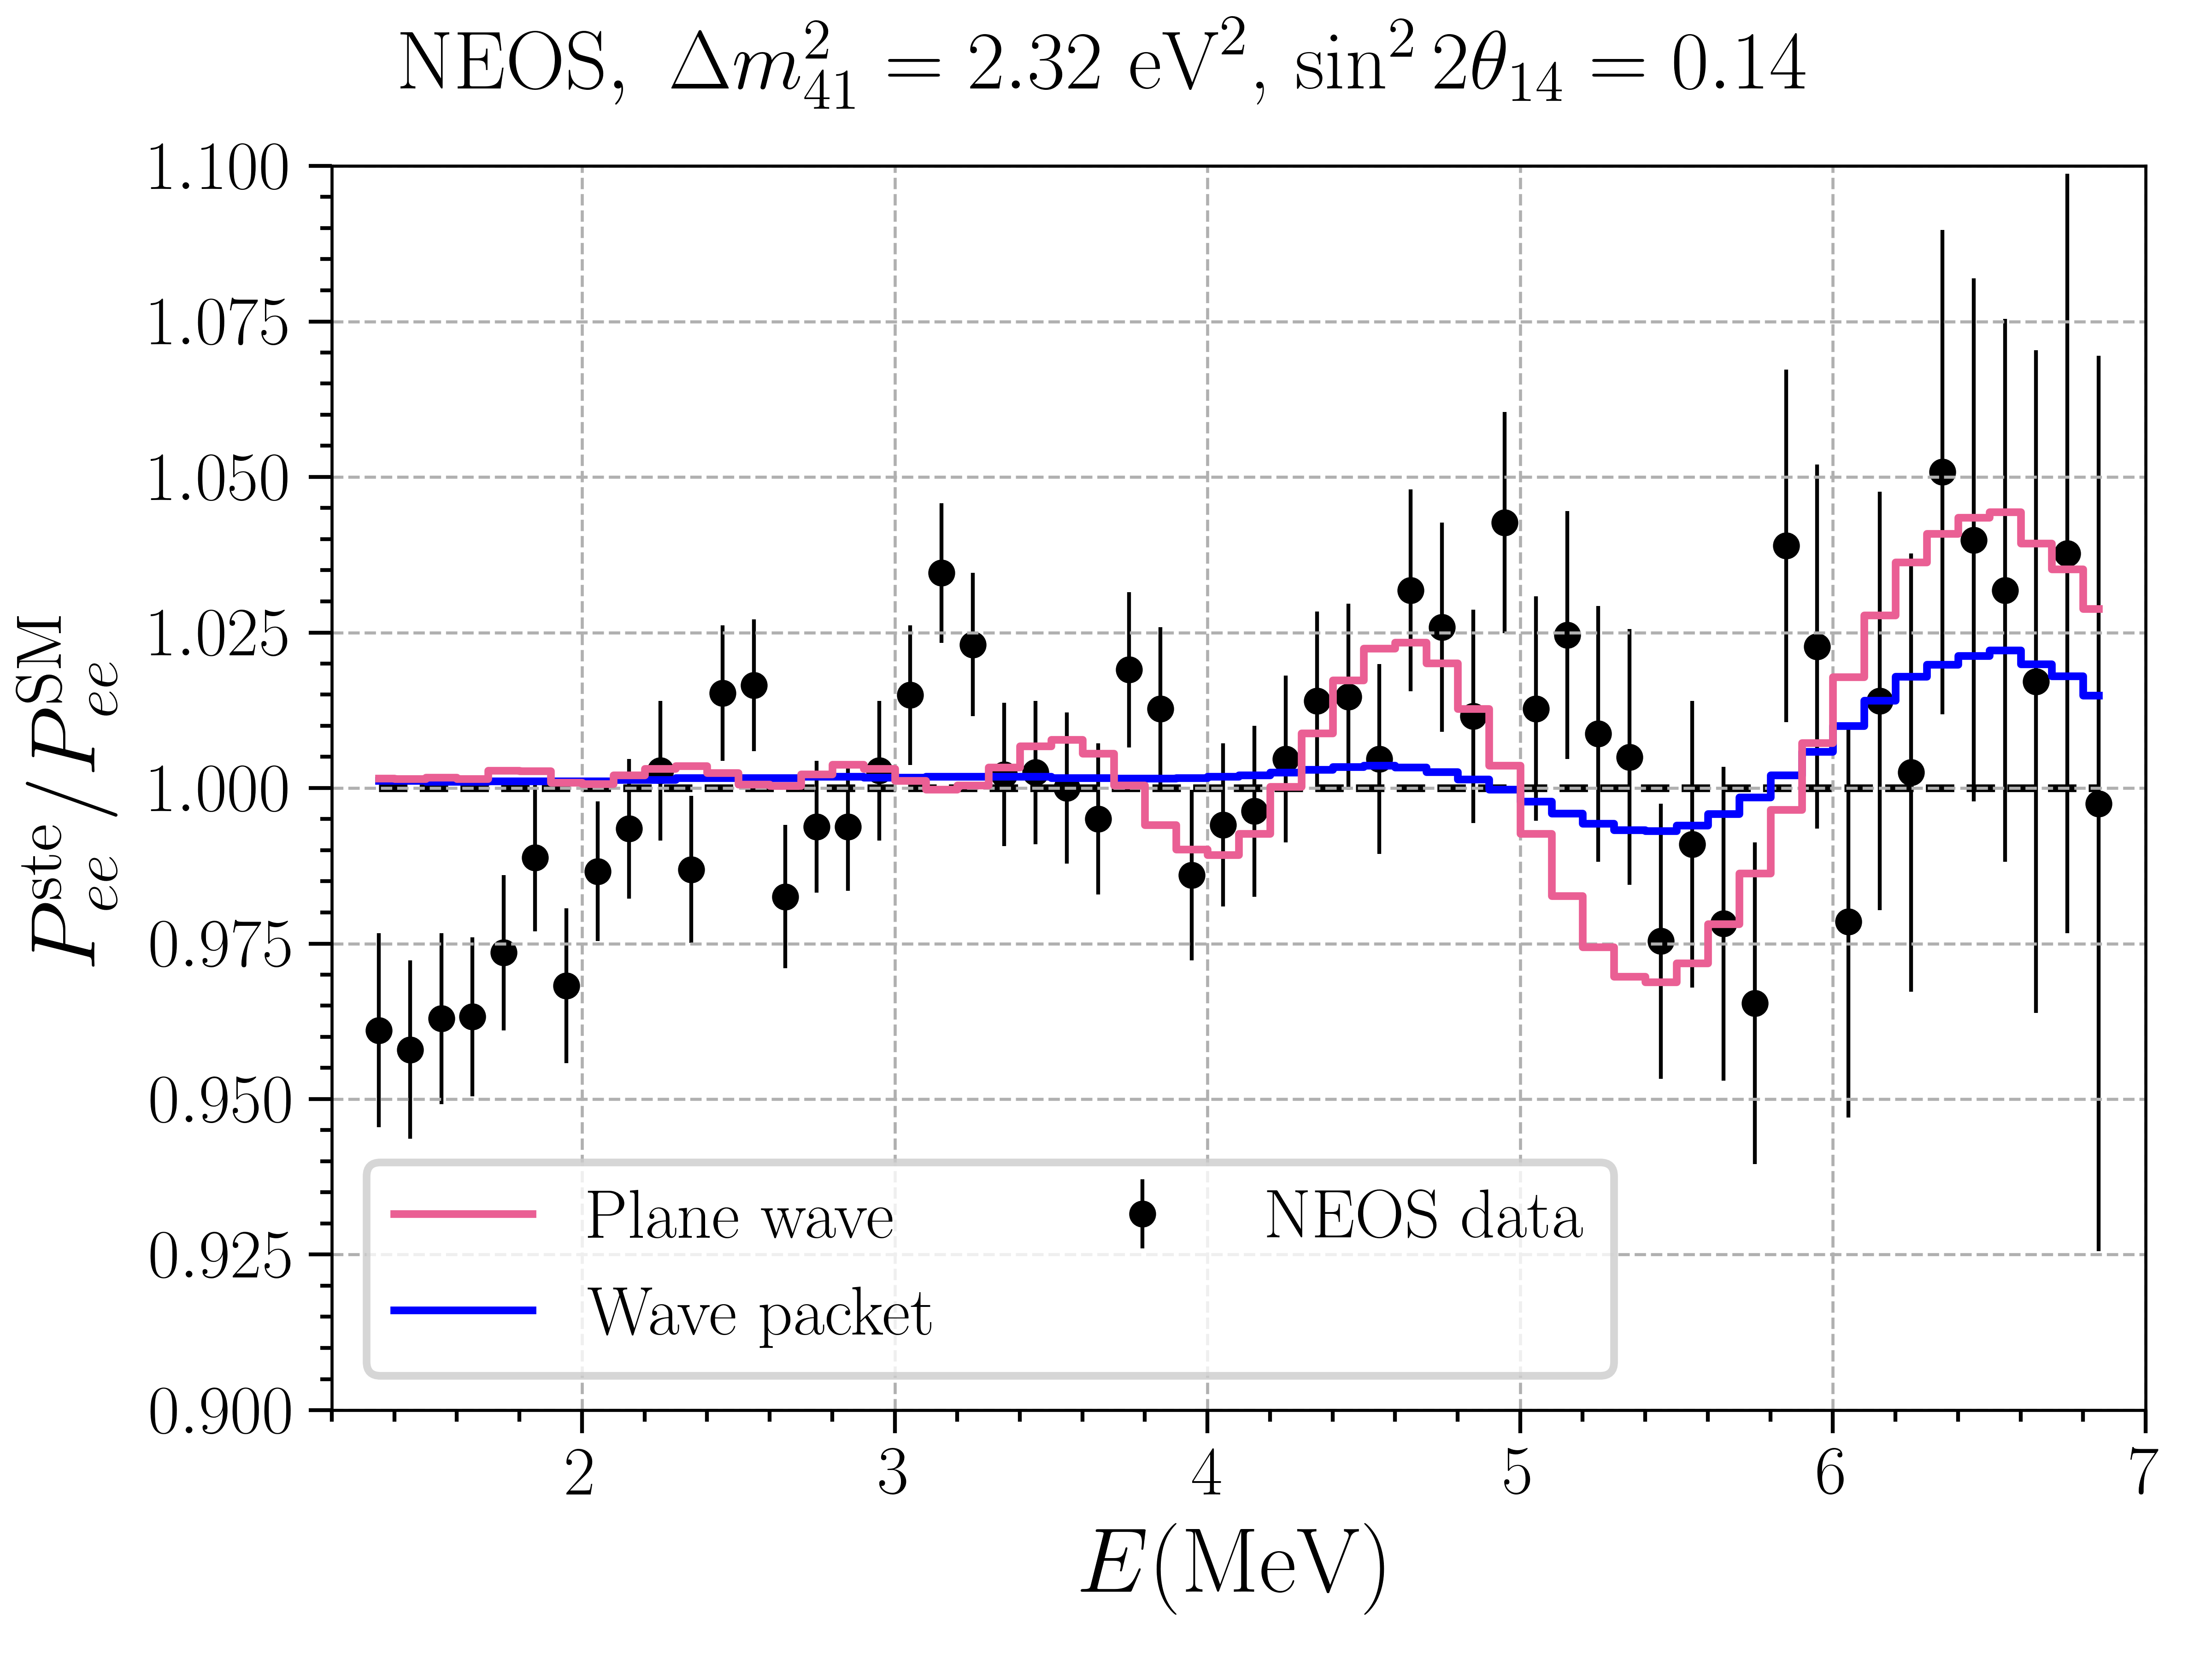 NEOS, Δm²₄₁ = 2.32 eV², sin² 2θ₁₄ = 0.14
P^ste_ee / P^SM_ee
1.100
1.075
1.050
1.025
1.000
0.975
0.950
0.925
0.900
Plane wave
Wave packet
NEOS data
2 3 4 5 6 7
E(MeV)